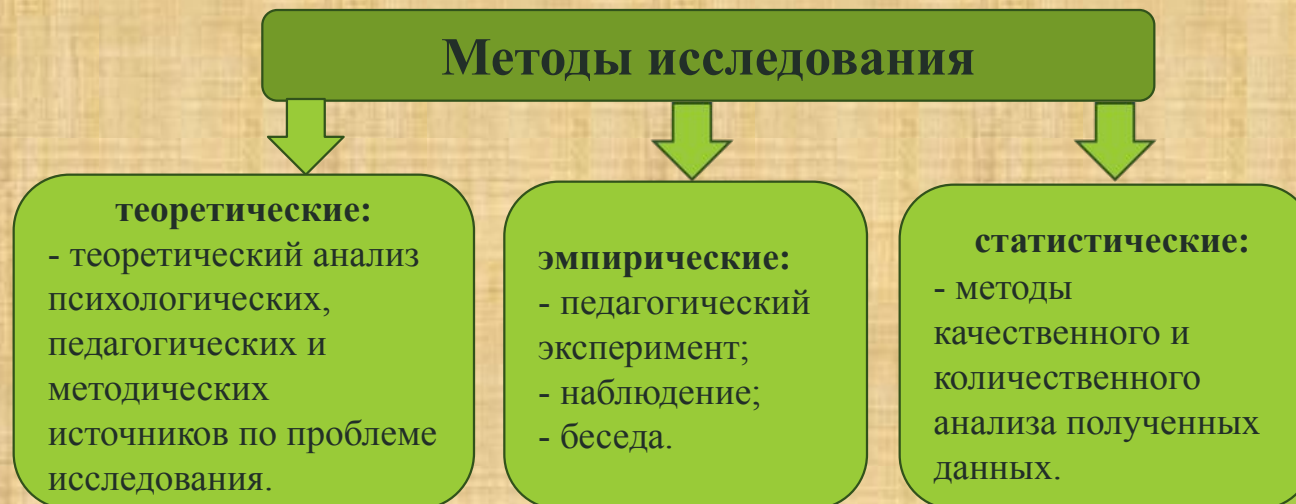 Методы исследования
теоретические:
- теоретический анализ
психологических,
педагогических и
методических
источников по проблеме
исследования.
эмпирические:
- педагогический
эксперимент;
- наблюдение;
- беседа.
статистические:
- методы
качественного и
количественного
анализа полученных
данных.